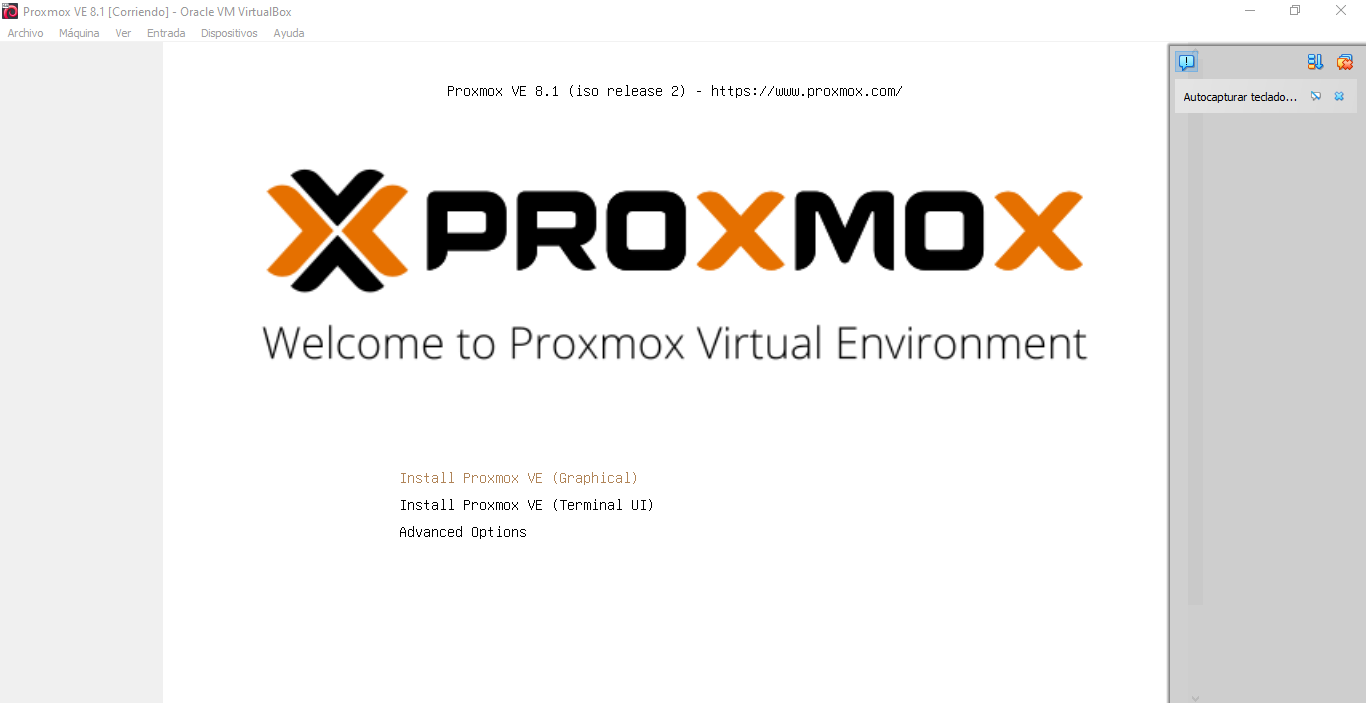 Proxmox VE 8.1 [Corriendo] - Oracle VM VirtualBox
Archivo Máquina Ver Entrada Dispositivos Ayuda
Autocapturar teclado...
Proxmox VE 8.1 (iso release 2) - https://www.proxmox.com/
PROXMOX
Welcome to Proxmox Virtual Environment
Install Proxmox VE (Graphical)
Install Proxmox VE (Terminal UI)
Advanced Options